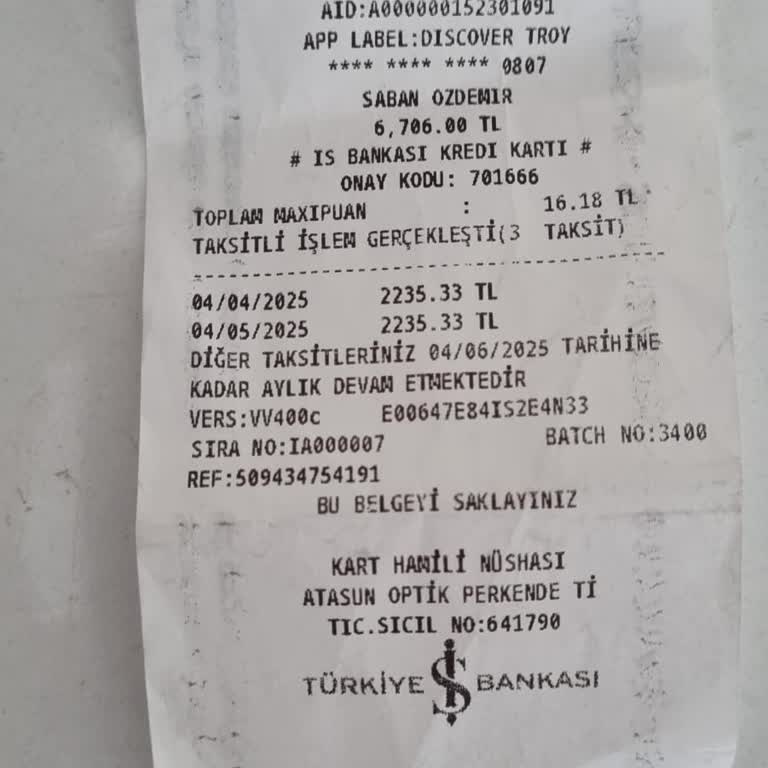 AID:A000000152301091
APP LABEL:DISCOVER TROY
**** **** **** 0807
SABAN OZDEMIR
6,706.00 TL
# IS BANKASI KREDI KARTI #
ONAY KODU: 701666
TOPLAM MAXIPUAN : 16.18 TL
TAKSİTLİ İŞLEM GERÇEKLEŞTİ(3 TAKSİT)
04/04/2025 2235.33 TL
04/05/2025 2235.33 TL
DİĞER TAKSİTLERİNİZ 04/06/2025 TARİHİNE
KADAR AYLIK DEVAM ETMEKTEDİR
VERS:VV400c E00647E84IS2E4N33
SIRA NO:IA000007 BATCH NO:3400
REF:509434754191
BU BELGEYİ SAKLAYINIZ
KART HAMİLİ NÜSHASI
ATASUN OPTİK PERKENDE Tİ
TIC.SICIL NO:641790
TÜRKİYE İŞ BANKASI